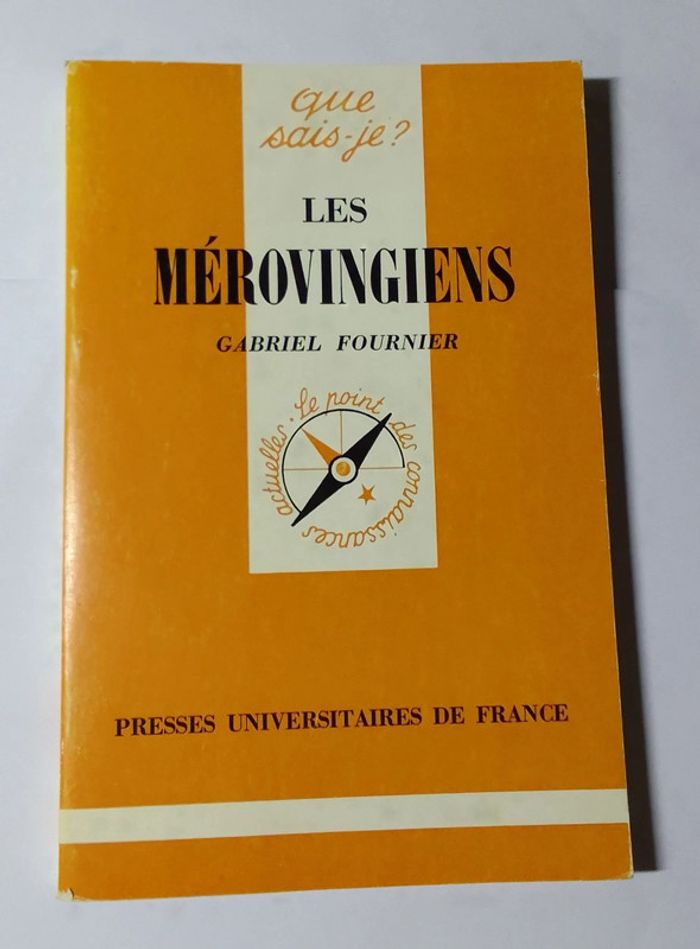 que
sais-je?
LES
MÉROVINGIENS
GABRIEL FOURNIER
le point des connaissances actuelles.
PRESSES UNIVERSITAIRES DE FRANCE